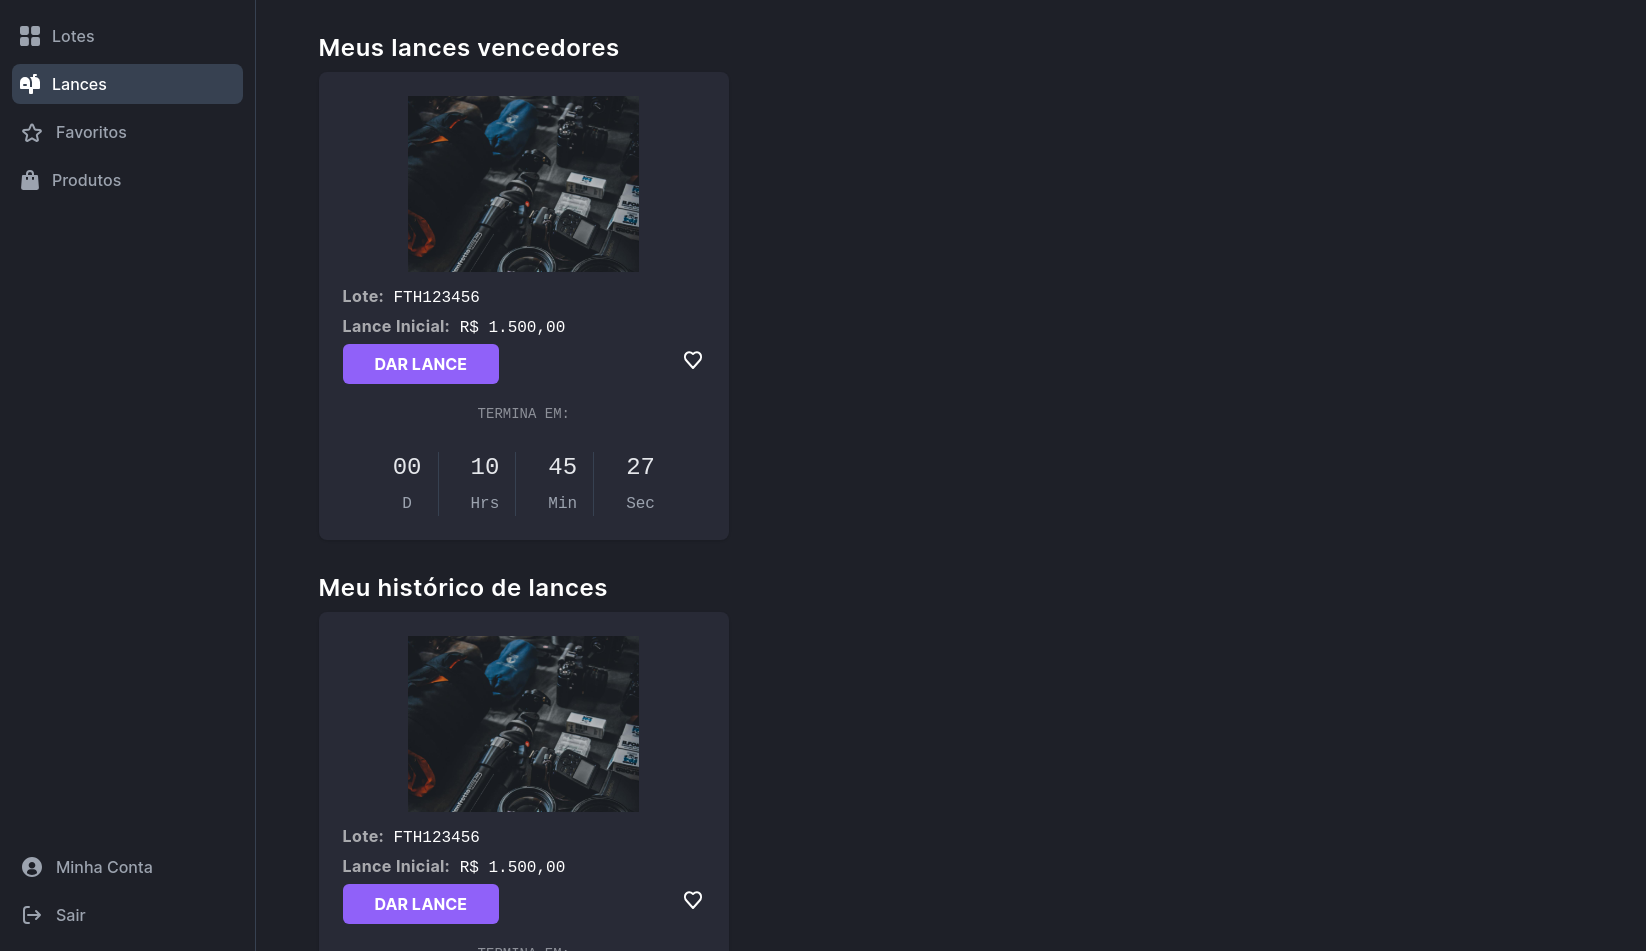 Lotes
Lances
Favoritos
Produtos
Minha Conta
Sair
Meus lances vencedores
Lote: FTH123456
Lance Inicial: R$ 1.500,00
DAR LANCE
TERMINA EM:
00 10 45 27
D Hrs Min Sec
Meu histórico de lances
Lote: FTH123456
Lance Inicial: R$ 1.500,00
DAR LANCE
TERMINA EM: